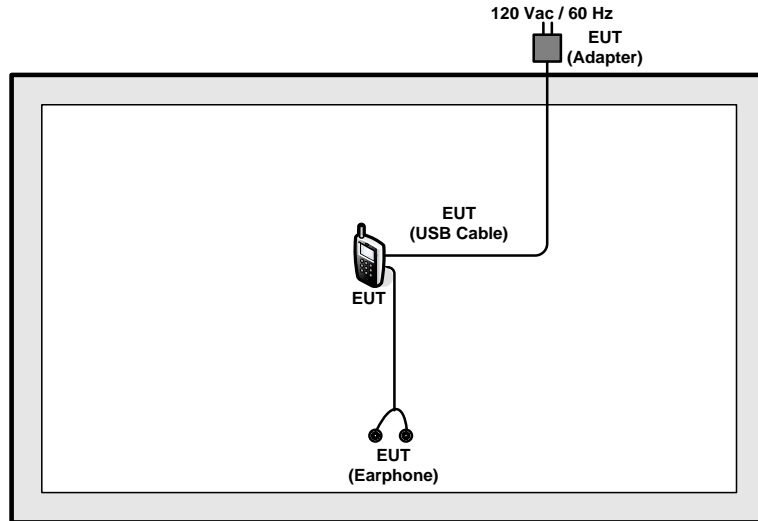 120 Vac / 60 Hz
EUT
(Adapter)
EUT
(USB Cable)
EUT
EUT
(Earphone)